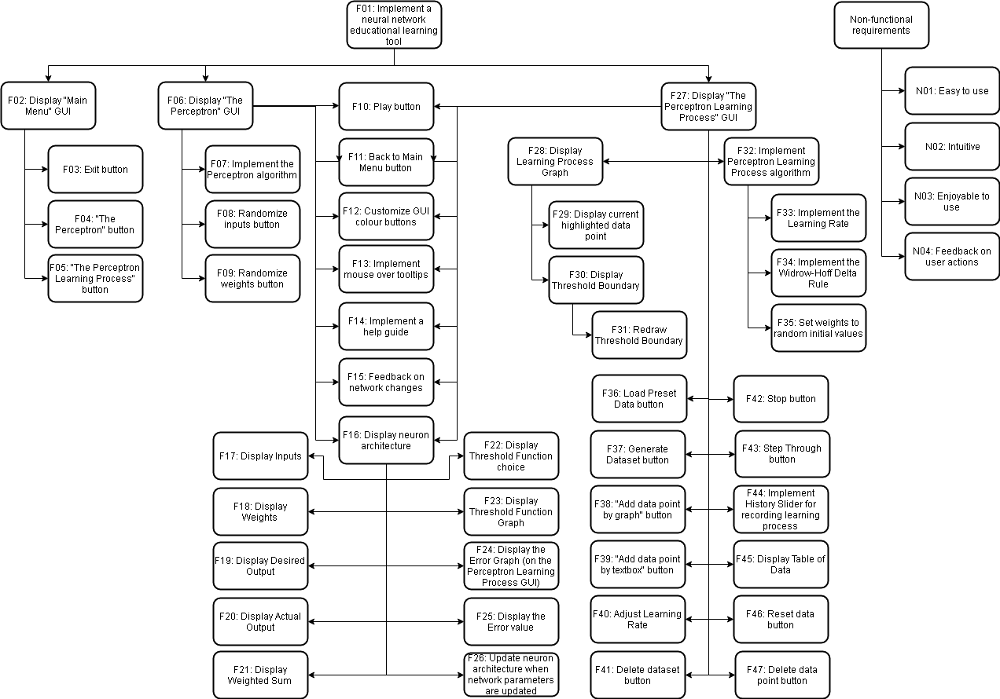 F01: Implement a
neural network
educational learning
tool
Non-functional
requirements
F02: Display "Main
Menu" GUI
F03: Exit button
F04: "The
Perceptron" button
F05: "The Perceptron
Learning Process"
button
F06: Display "The
Perceptron" GUI
F07: Implement the
Perceptron algorithm
F08: Randomize
inputs button
F09: Randomize
weights button
F10: Play button
F11: Back to Main
Menu button
F12: Customize GUI
colour buttons
F13: Implement
mouse over tooltips
F14: Implement a
help guide
F15: Feedback on
network changes
F16: Display neuron
architecture
F17: Display Inputs
F18: Display
Weights
F19: Display Desired
Output
F20: Display Actual
Output
F21: Display
Weighted Sum
F22: Display
Threshold Function
choice
F23: Display
Threshold Function
Graph
F24: Display the
Error Graph (on the
Perceptron Learning
Process GUI)
F25: Display the
Error value
F26: Update neuron
architecture when
network parameters
are updated
F27: Display "The
Perceptron Learning
Process" GUI
F28: Display
Learning Process
Graph
F29: Display current
highlighted data
point
F30: Display
Threshold Boundary
F31: Redraw
Threshold Boundary
F32: Implement
Perceptron Learning
Process algorithm
F33: Implement the
Learning Rate
F34: Implement the
Widrow-Hoff Delta
Rule
F35: Set weights to
random initial values
F36: Load Preset
Data button
F37: Generate
Dataset button
F38: "Add data point
by graph" button
F39: "Add data point
by textbox" button
F40: Adjust Learning
Rate
F41: Delete dataset
button
F42: Stop button
F43: Step Through
button
F44: Implement
History Slider for
recording learning
process
F45: Display Table of
Data
F46: Reset data
button
F47: Delete data
point button
N01: Easy to use
N02: Intuitive
N03: Enjoyable to
use
N04: Feedback on
user actions